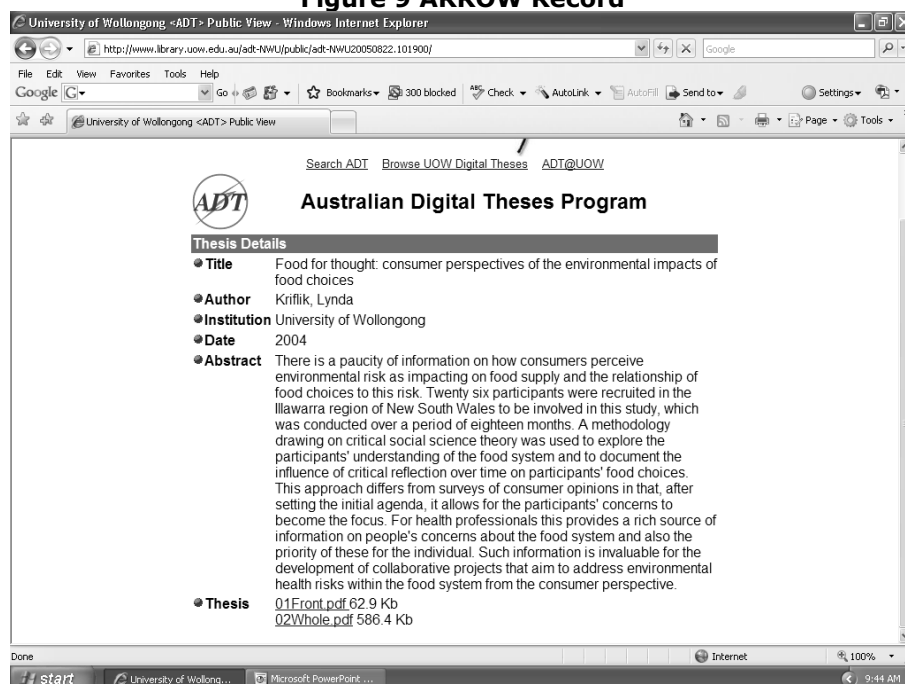 Figure 9 ARROW Record
University of Wollongong <ADT> Public View - Windows Internet Explorer
http://www.library.uow.edu.au/adt-NWU/public/adt-NWU20050822.101900/
Google
File Edit View Favorites Tools Help
Google G Go Bookmarks 300 blocked Check AutoLink AutoFill Send to Settings
University of Wollongong <ADT> Public View Page Tools
Search ADT Browse UOW Digital Theses ADT@UOW
ADT Australian Digital Theses Program
Thesis Details
Title Food for thought: consumer perspectives of the environmental impacts of
food choices
Author Kriflik, Lynda
Institution University of Wollongong
Date 2004
Abstract There is a paucity of information on how consumers perceive
environmental risk as impacting on food supply and the relationship of
food choices to this risk. Twenty six participants were recruited in the
Illawarra region of New South Wales to be involved in this study, which
was conducted over a period of eighteen months. A methodology
drawing on critical social science theory was used to explore the
participants' understanding of the food system and to document the
influence of critical reflection over time on participants' food choices.
This approach differs from surveys of consumer opinions in that, after
setting the initial agenda, it allows for the participants' concerns to
become the focus. For health professionals this provides a rich source of
information on people's concerns about the food system and also the
priority of these for the individual. Such information is invaluable for the
development of collaborative projects that aim to address environmental
health risks within the food system from the consumer perspective.
Thesis 01Front.pdf 62.9 Kb
02Whole.pdf 586.4 Kb
Done Internet 100%
start University of Wollong... Microsoft PowerPoint ... 9:44 AM